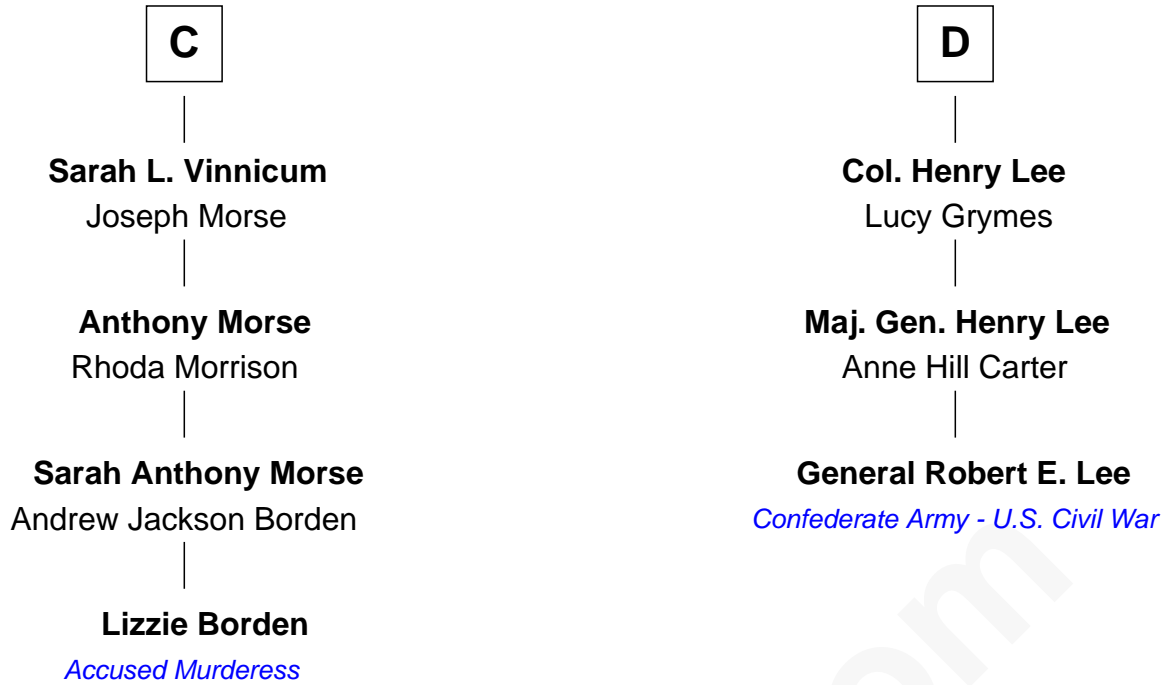 C
Sarah L. Vinnicum
Joseph Morse
Anthony Morse
Rhoda Morrison
Sarah Anthony Morse
Andrew Jackson Borden
Lizzie Borden
Accused Murderess
D
Col. Henry Lee
Lucy Grymes
Maj. Gen. Henry Lee
Anne Hill Carter
General Robert E. Lee
Confederate Army - U.S. Civil War
om